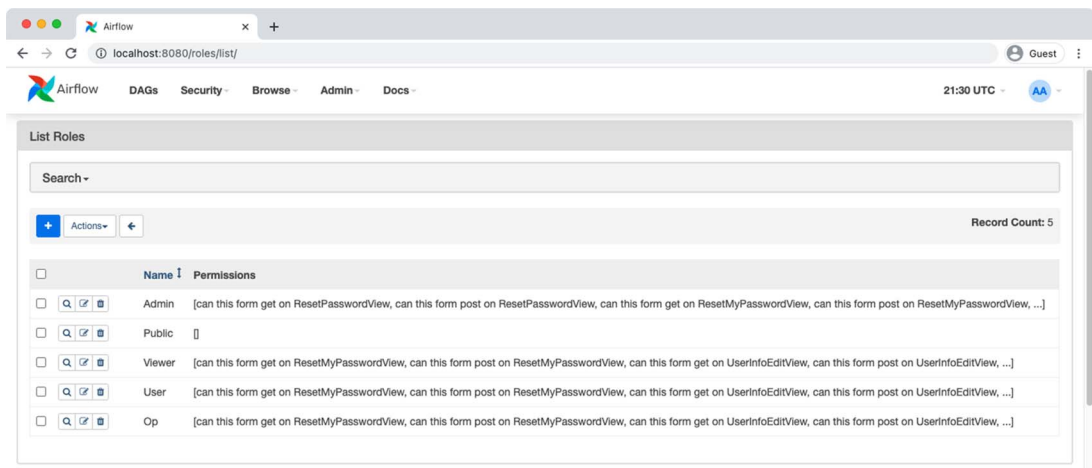 Airflow × +
localhost:8080/roles/list/ Guest
Airflow DAGs Security Browse Admin Docs 21:30 UTC AA
List Roles
Search
+ Actions Record Count: 5
Name Permissions
Admin [can this form get on ResetPasswordView, can this form post on ResetPasswordView, can this form get on ResetMyPasswordView, can this form post on ResetMyPasswordView, ...]
Public []
Viewer [can this form get on ResetMyPasswordView, can this form post on ResetMyPasswordView, can this form get on UserInfoEditView, can this form post on UserInfoEditView, ...]
User [can this form get on ResetMyPasswordView, can this form post on ResetMyPasswordView, can this form get on UserInfoEditView, can this form post on UserInfoEditView, ...]
Op [can this form get on ResetMyPasswordView, can this form post on ResetMyPasswordView, can this form get on UserInfoEditView, can this form post on UserInfoEditView, ...]